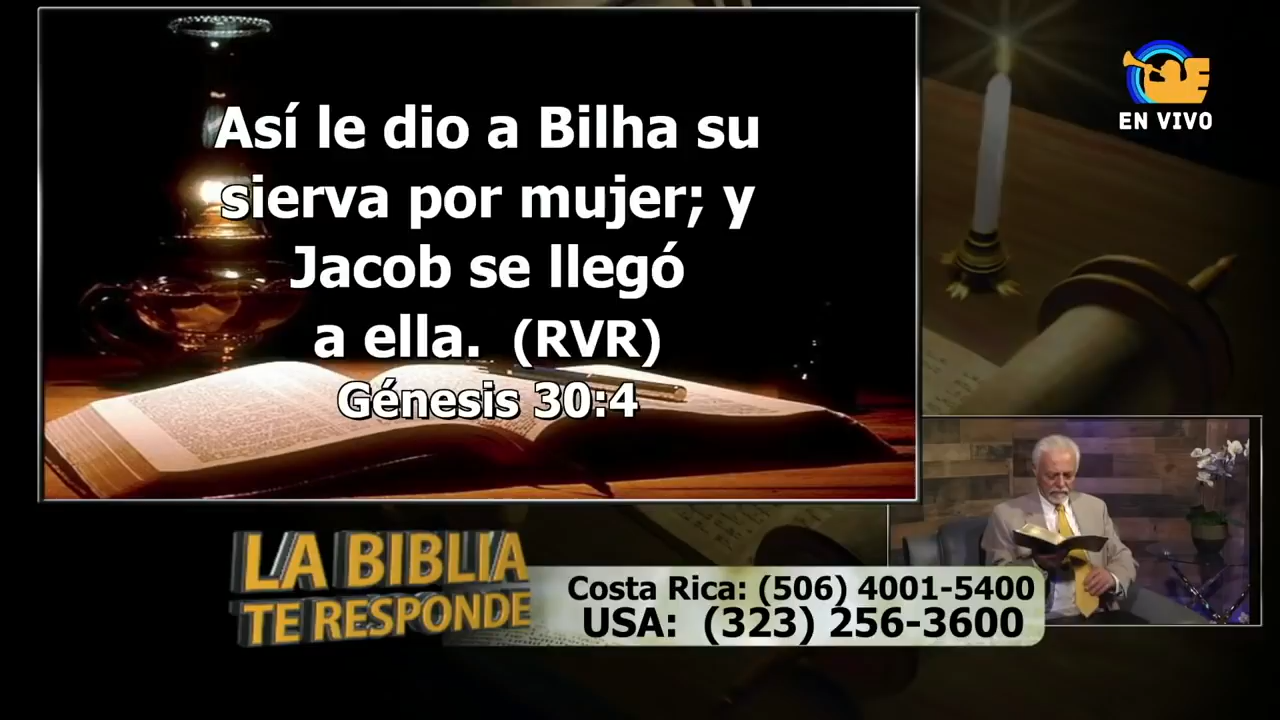 Así le dio a Bilha su
sierva por mujer; y
Jacob se llegó
a ella. (RVR)
Génesis 30:4
E
EN VIVO
LA BIBLIA
TE RESPONDE
Costa Rica: (506) 4001-5400
USA: (323) 256-3600